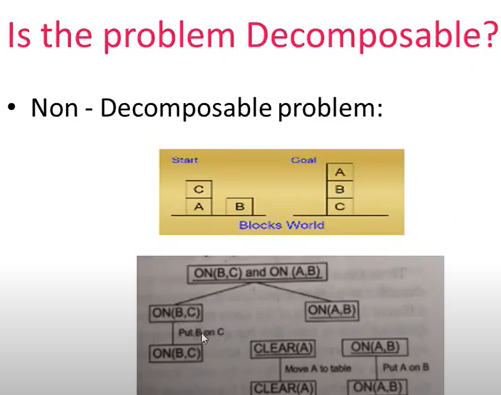 Is the problem Decomposable?
• Non - Decomposable problem:
Start Goal
C
A B
A
B
C
Blocks World
ON(B,C) and ON (A,B)
ON(B,C) ON(A,B)
Put B on C
ON(B,C)
CLEAR(A) ON(A,B)
Move A to table Put A on B
CLEAR(A) ON(A,B)